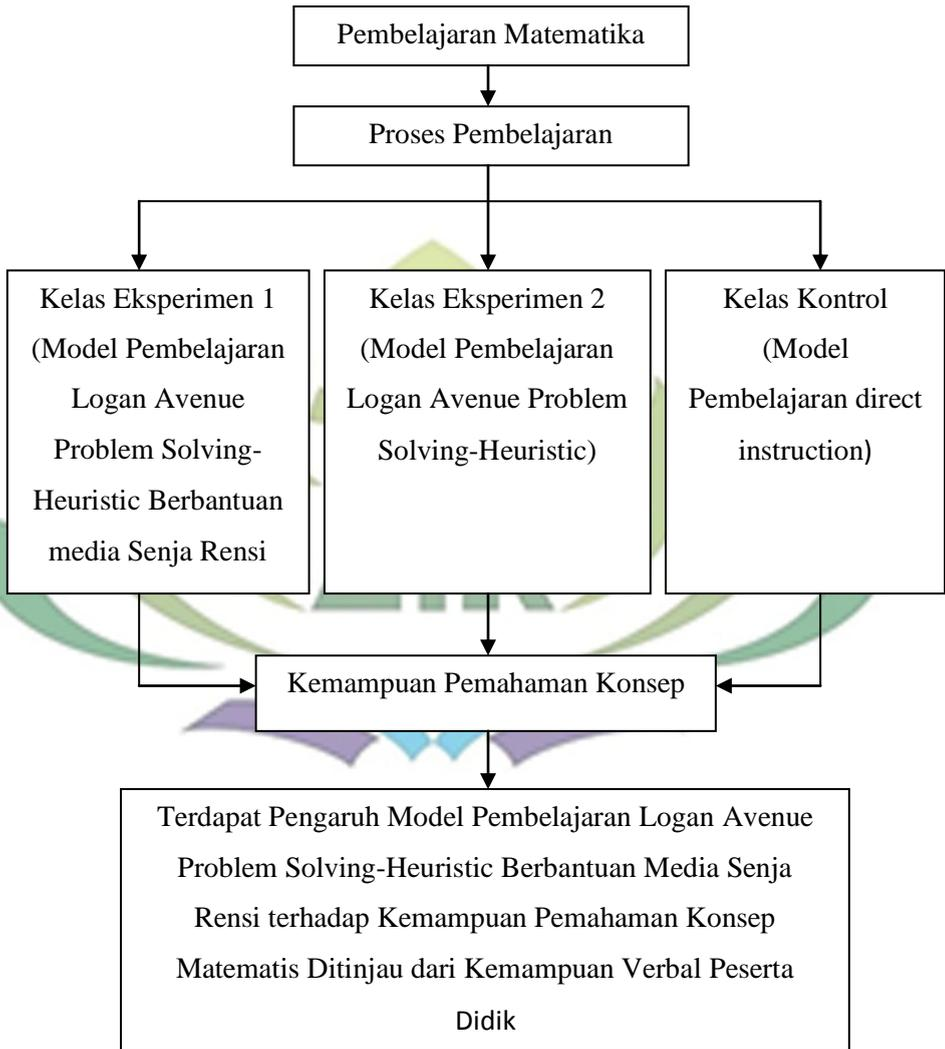 Pembelajaran Matematika
Proses Pembelajaran
Kelas Eksperimen 1
(Model Pembelajaran
Logan Avenue
Problem Solving-
Heuristic Berbantuan
media Senja Rensi
Kelas Eksperimen 2
(Model Pembelajaran
Logan Avenue Problem
Solving-Heuristic)
Kelas Kontrol
(Model
Pembelajaran direct
instruction)
Kemampuan Pemahaman Konsep
Terdapat Pengaruh Model Pembelajaran Logan Avenue
Problem Solving-Heuristic Berbantuan Media Senja
Rensi terhadap Kemampuan Pemahaman Konsep
Matematis Ditinjau dari Kemampuan Verbal Peserta
Didik